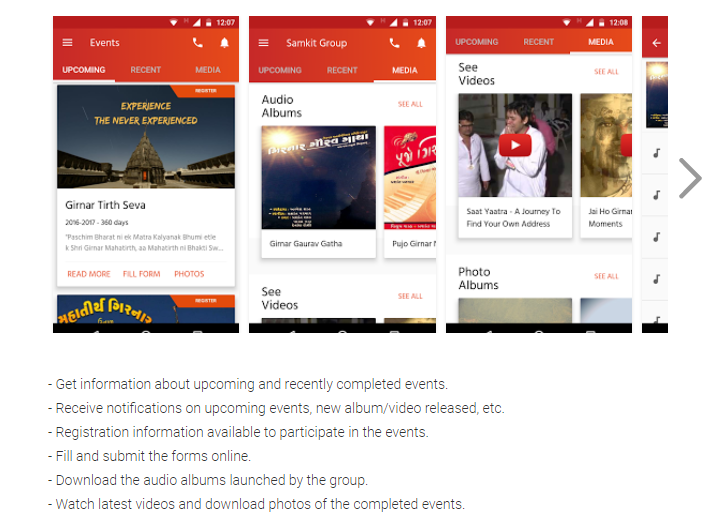 12:07
Events
UPCOMING RECENT MEDIA
REGISTER
EXPERIENCE
THE NEVER EXPERIENCED
Girnar Tirth Seva
2016-2017 - 360 days
"Paschim Bharat ni ek Matra Kalyanak Bhumi etle
k Shri Girnar Mahatirth, aa Mahatirth ni Bhakti Sw...
READ MORE FILL FORM PHOTOS
REGISTER
મહાતીર્થ ગિરનાર
12:07
Samkit Group
UPCOMING RECENT MEDIA
Audio
Albums
SEE ALL
ગિરનાર ગૌરવ ગાથા
પૂજો ગિર
Girnar Gaurav Gatha
Pujo Girnar
See
Videos
SEE ALL
12:08
UPCOMING RECENT MEDIA
See
Videos
SEE ALL
Saat Yaatra - A Journey To
Find Your Own Address
Jai Ho Girnar
Moments
Photo
Albums
SEE ALL
- Get information about upcoming and recently completed events.
- Receive notifications on upcoming events, new album/video released, etc.
- Registration information available to participate in the events.
- Fill and submit the forms online.
- Download the audio albums launched by the group.
- Watch latest videos and download photos of the completed events.